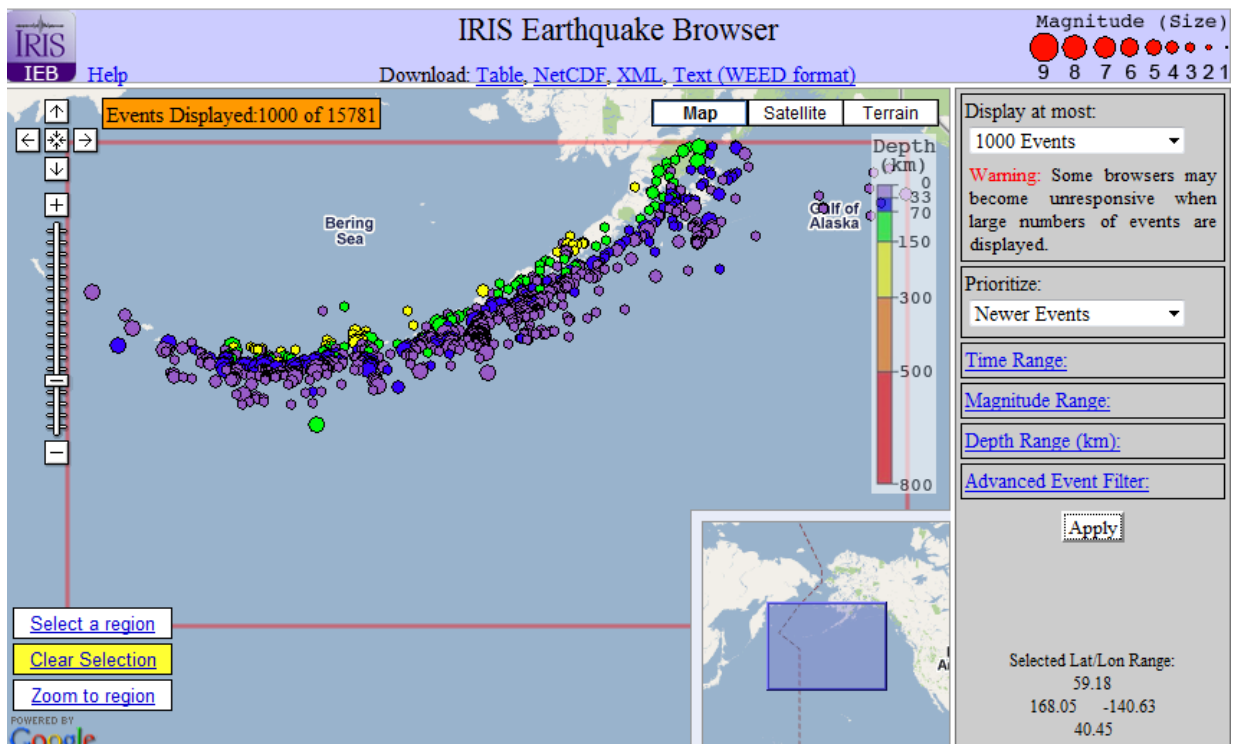 IRIS
IEB
Help
IRIS Earthquake Browser
Download: Table, NetCDF, XML, Text (WEED format)
Magnitude (Size)
9 8 7 6 5 4 3 2 1
Events Displayed:1000 of 15781
Map
Satellite
Terrain
Depth
(km)
0
33
70
150
300
500
800
Bering
Sea
Gulf of
Alaska
Select a region
Clear Selection
Zoom to region
POWERED BY
Google
Display at most:
1000 Events
Warning: Some browsers may
become unresponsive when
large numbers of events are
displayed.
Prioritize:
Newer Events
Time Range:
Magnitude Range:
Depth Range (km):
Advanced Event Filter:
Apply
Selected Lat/Lon Range:
59.18
168.05 -140.63
40.45